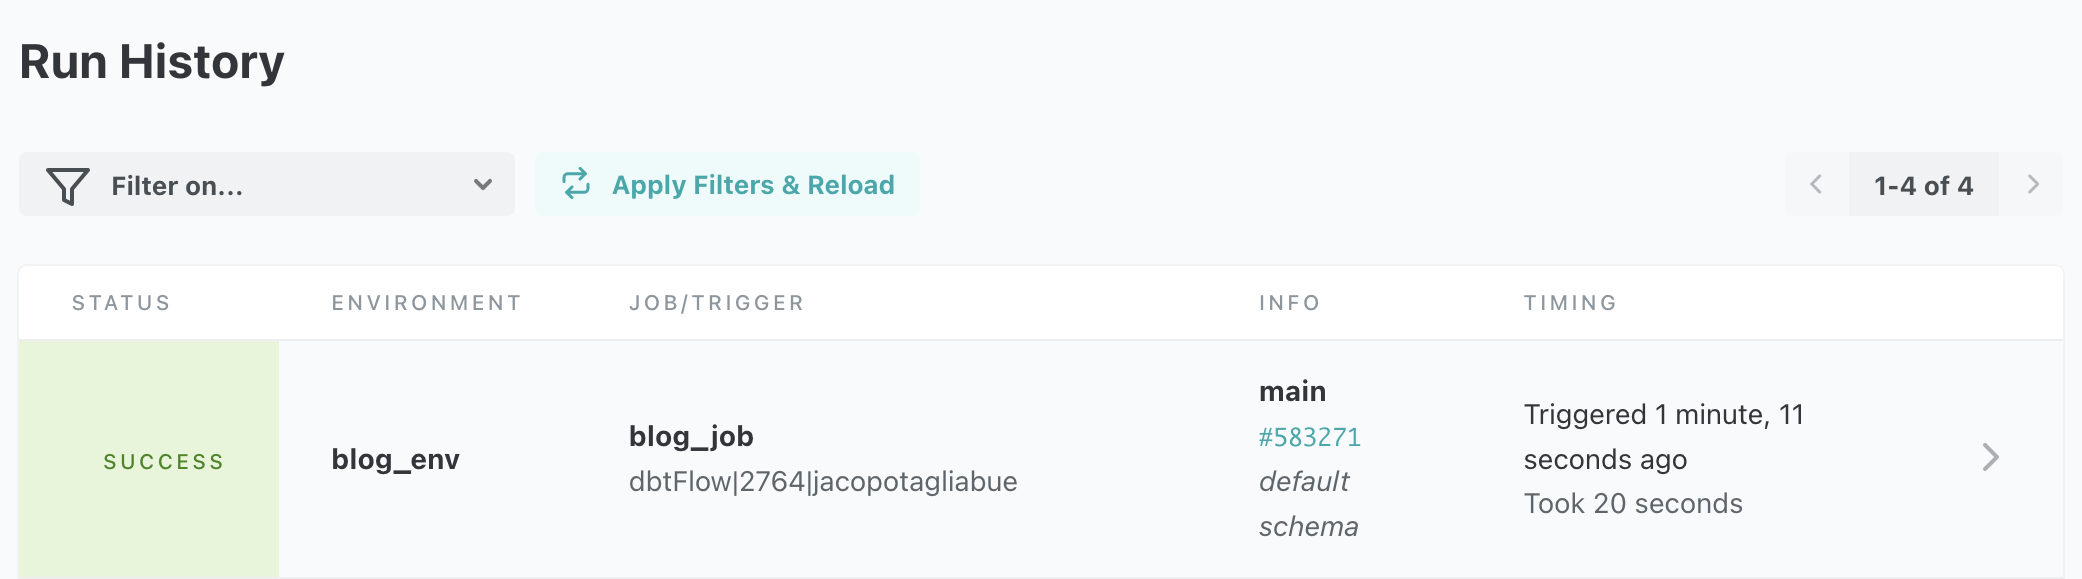 Run History
Filter on...
Apply Filters & Reload
1-4 of 4
STATUS
ENVIRONMENT
JOB/TRIGGER
INFO
TIMING
SUCCESS
blog_env
blog_job
dbtFlow|2764|jacopotagliabue
main
#583271
default
schema
Triggered 1 minute, 11
seconds ago
Took 20 seconds